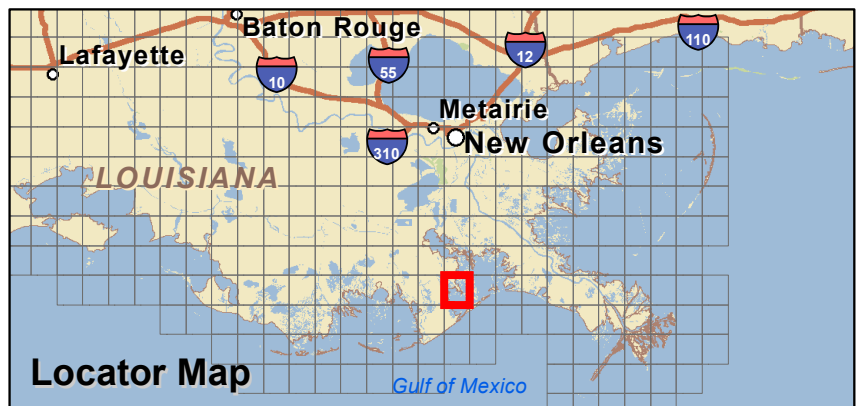 Baton Rouge
110
Lafayette
12
55
10
Metairie
New Orleans
310
LOUISIANA
Locator Map
Gulf of Mexico